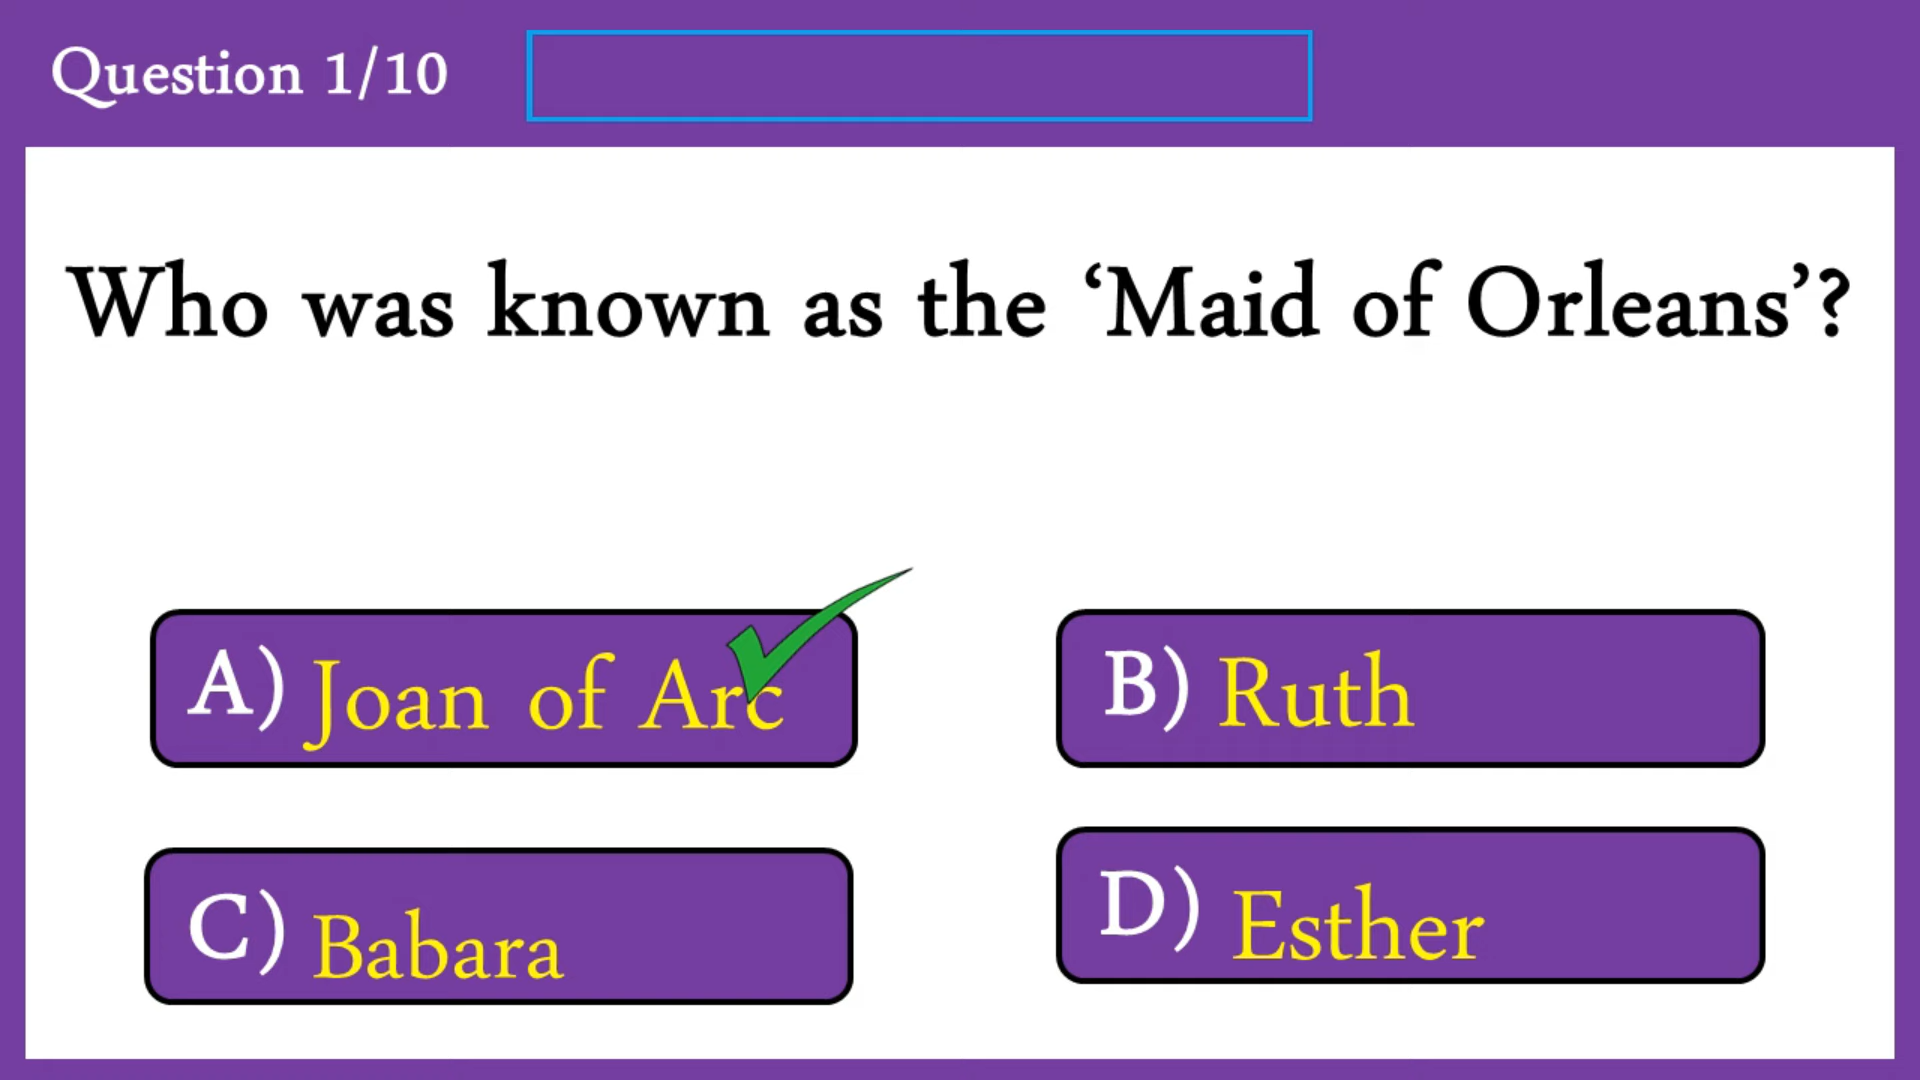 Question 1/10
Who was known as the ‘Maid of Orleans’?
A) Joan of Arc
B) Ruth
C) Babara
D) Esther